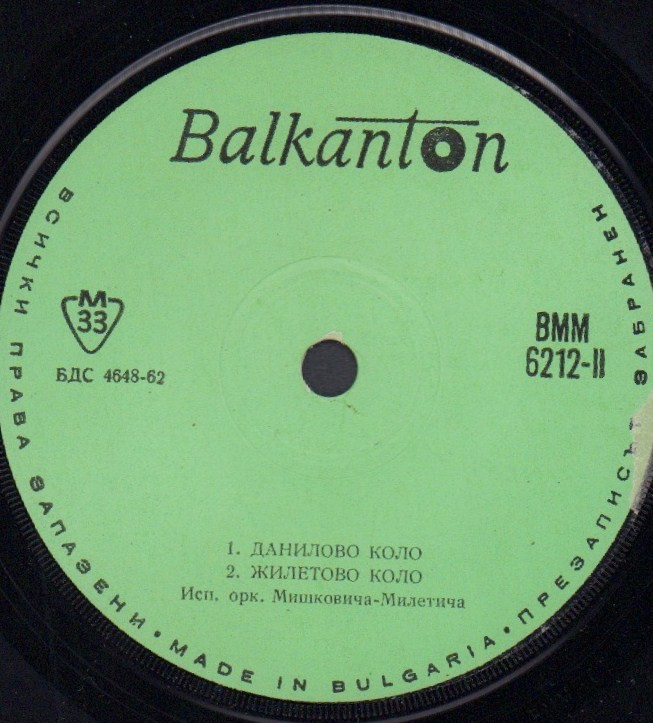 Balkanton
M
33
БДС 4648-62
ВММ
6212-II
1. ДАНИЛОВО КОЛО
2. ЖИЛЕТОВО КОЛО
Исп. орк. Мишковича-Милетича
ВСИЧКИ ПРАВА ЗАПАЗЕНИ • MADE IN BULGARIA • ПРЕЗАПИСЪТ ЗАБРАНЕН